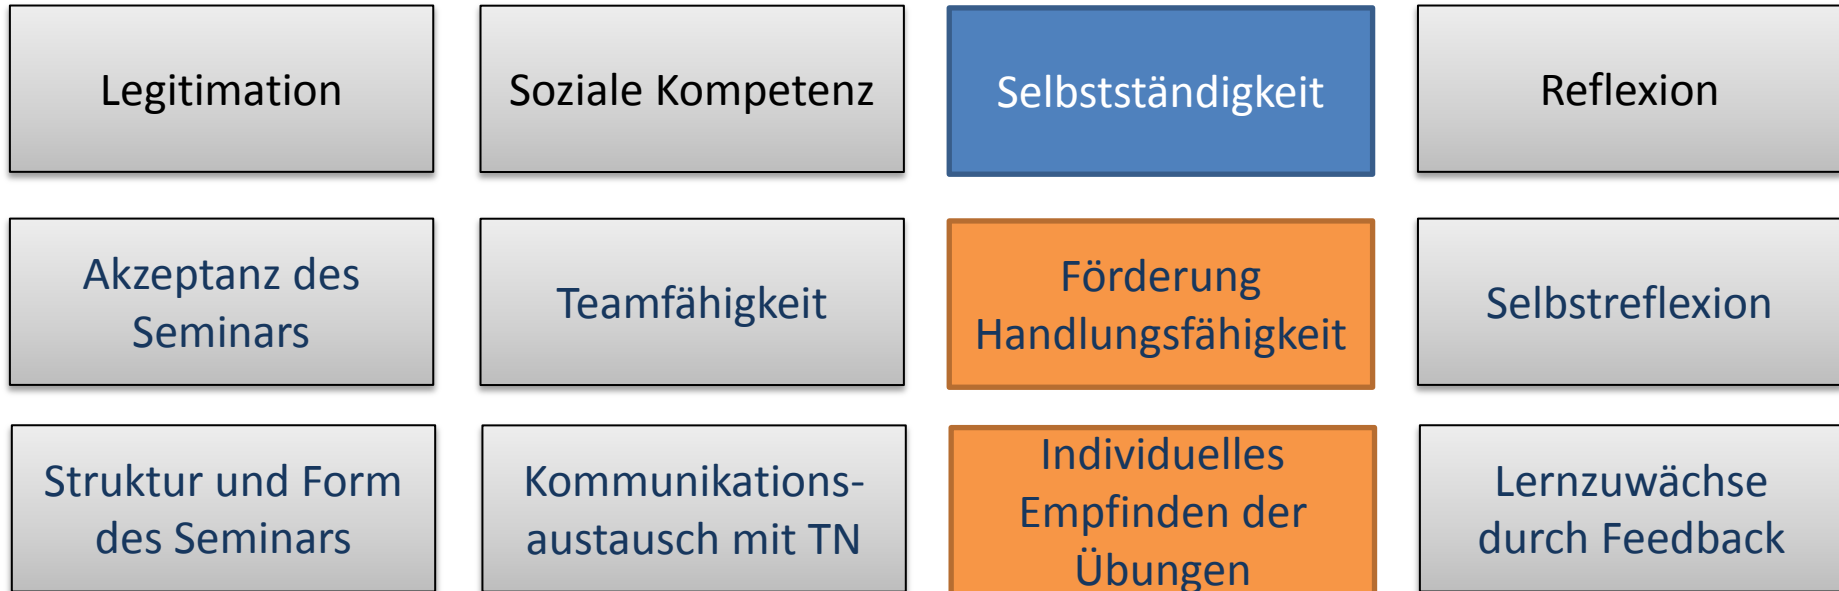 Legitimation
Soziale Kompetenz
Selbstständigkeit
Reflexion
Akzeptanz des
Seminars
Teamfähigkeit
Förderung
Handlungsfähigkeit
Selbstreflexion
Struktur und Form
des Seminars
Kommunikations-
austausch mit TN
Individuelles
Empfinden der
Übungen
Lernzuwächse
durch Feedback